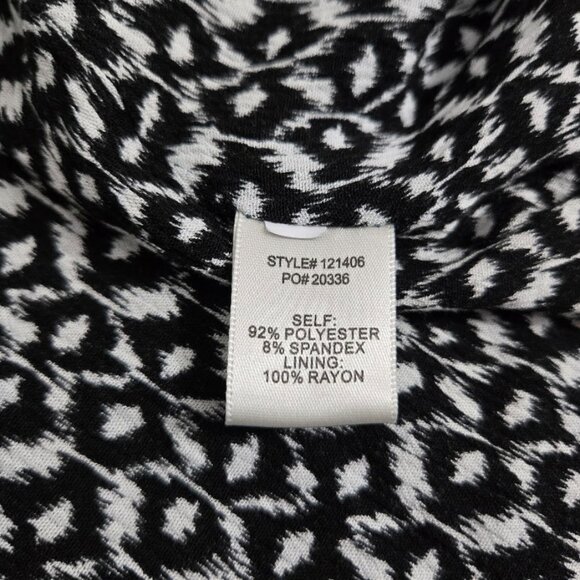 STYLE# 121406
PO# 20336
SELF:
92% POLYESTER
8% SPANDEX
LINING:
100% RAYON